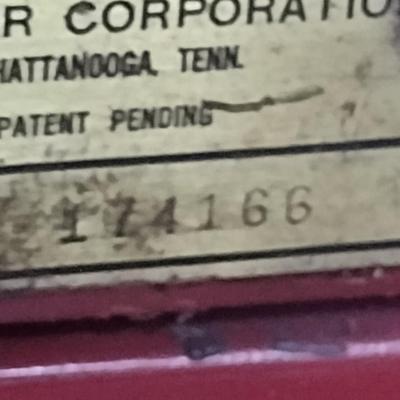 R CORPORATIO
HATTANOOGA, TENN.
PATENT PENDING
174166